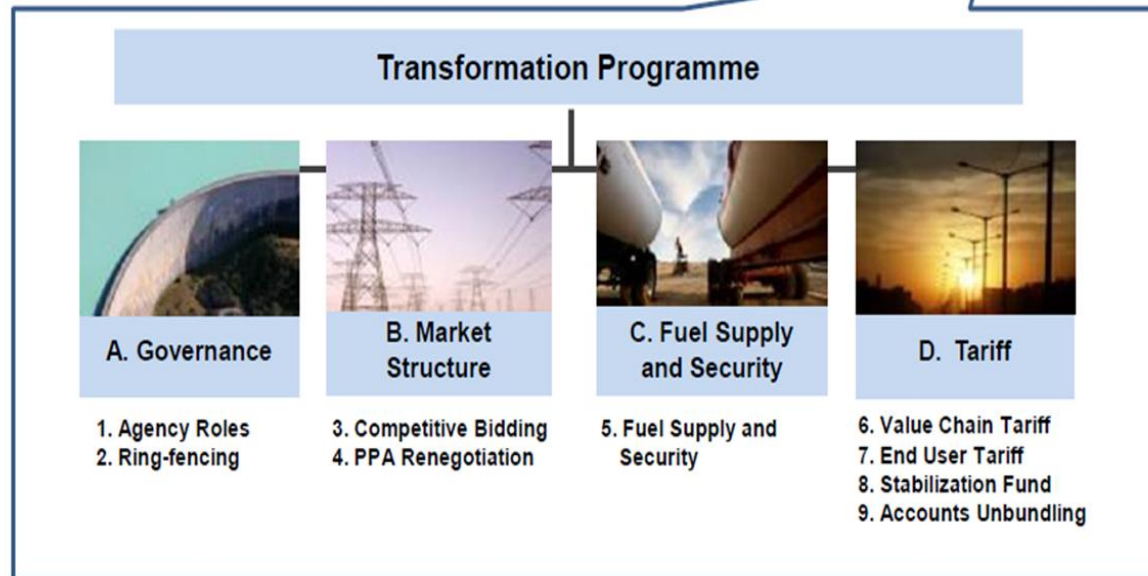 Transformation Programme
A. Governance
1. Agency Roles
2. Ring-fencing
B. Market
Structure
3. Competitive Bidding
4. PPA Renegotiation
C. Fuel Supply
and Security
5. Fuel Supply and
Security
D. Tariff
6. Value Chain Tariff
7. End User Tariff
8. Stabilization Fund
9. Accounts Unbundling